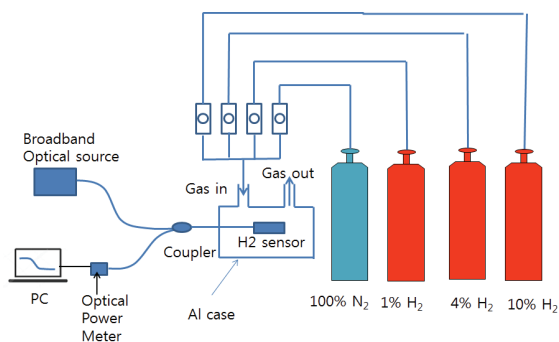 Broadband
Optical source
Gas in
Gas out
Coupler
H2 sensor
PC
Optical
Power
Meter
Al case
100% N₂
1% H₂
4% H₂
10% H₂